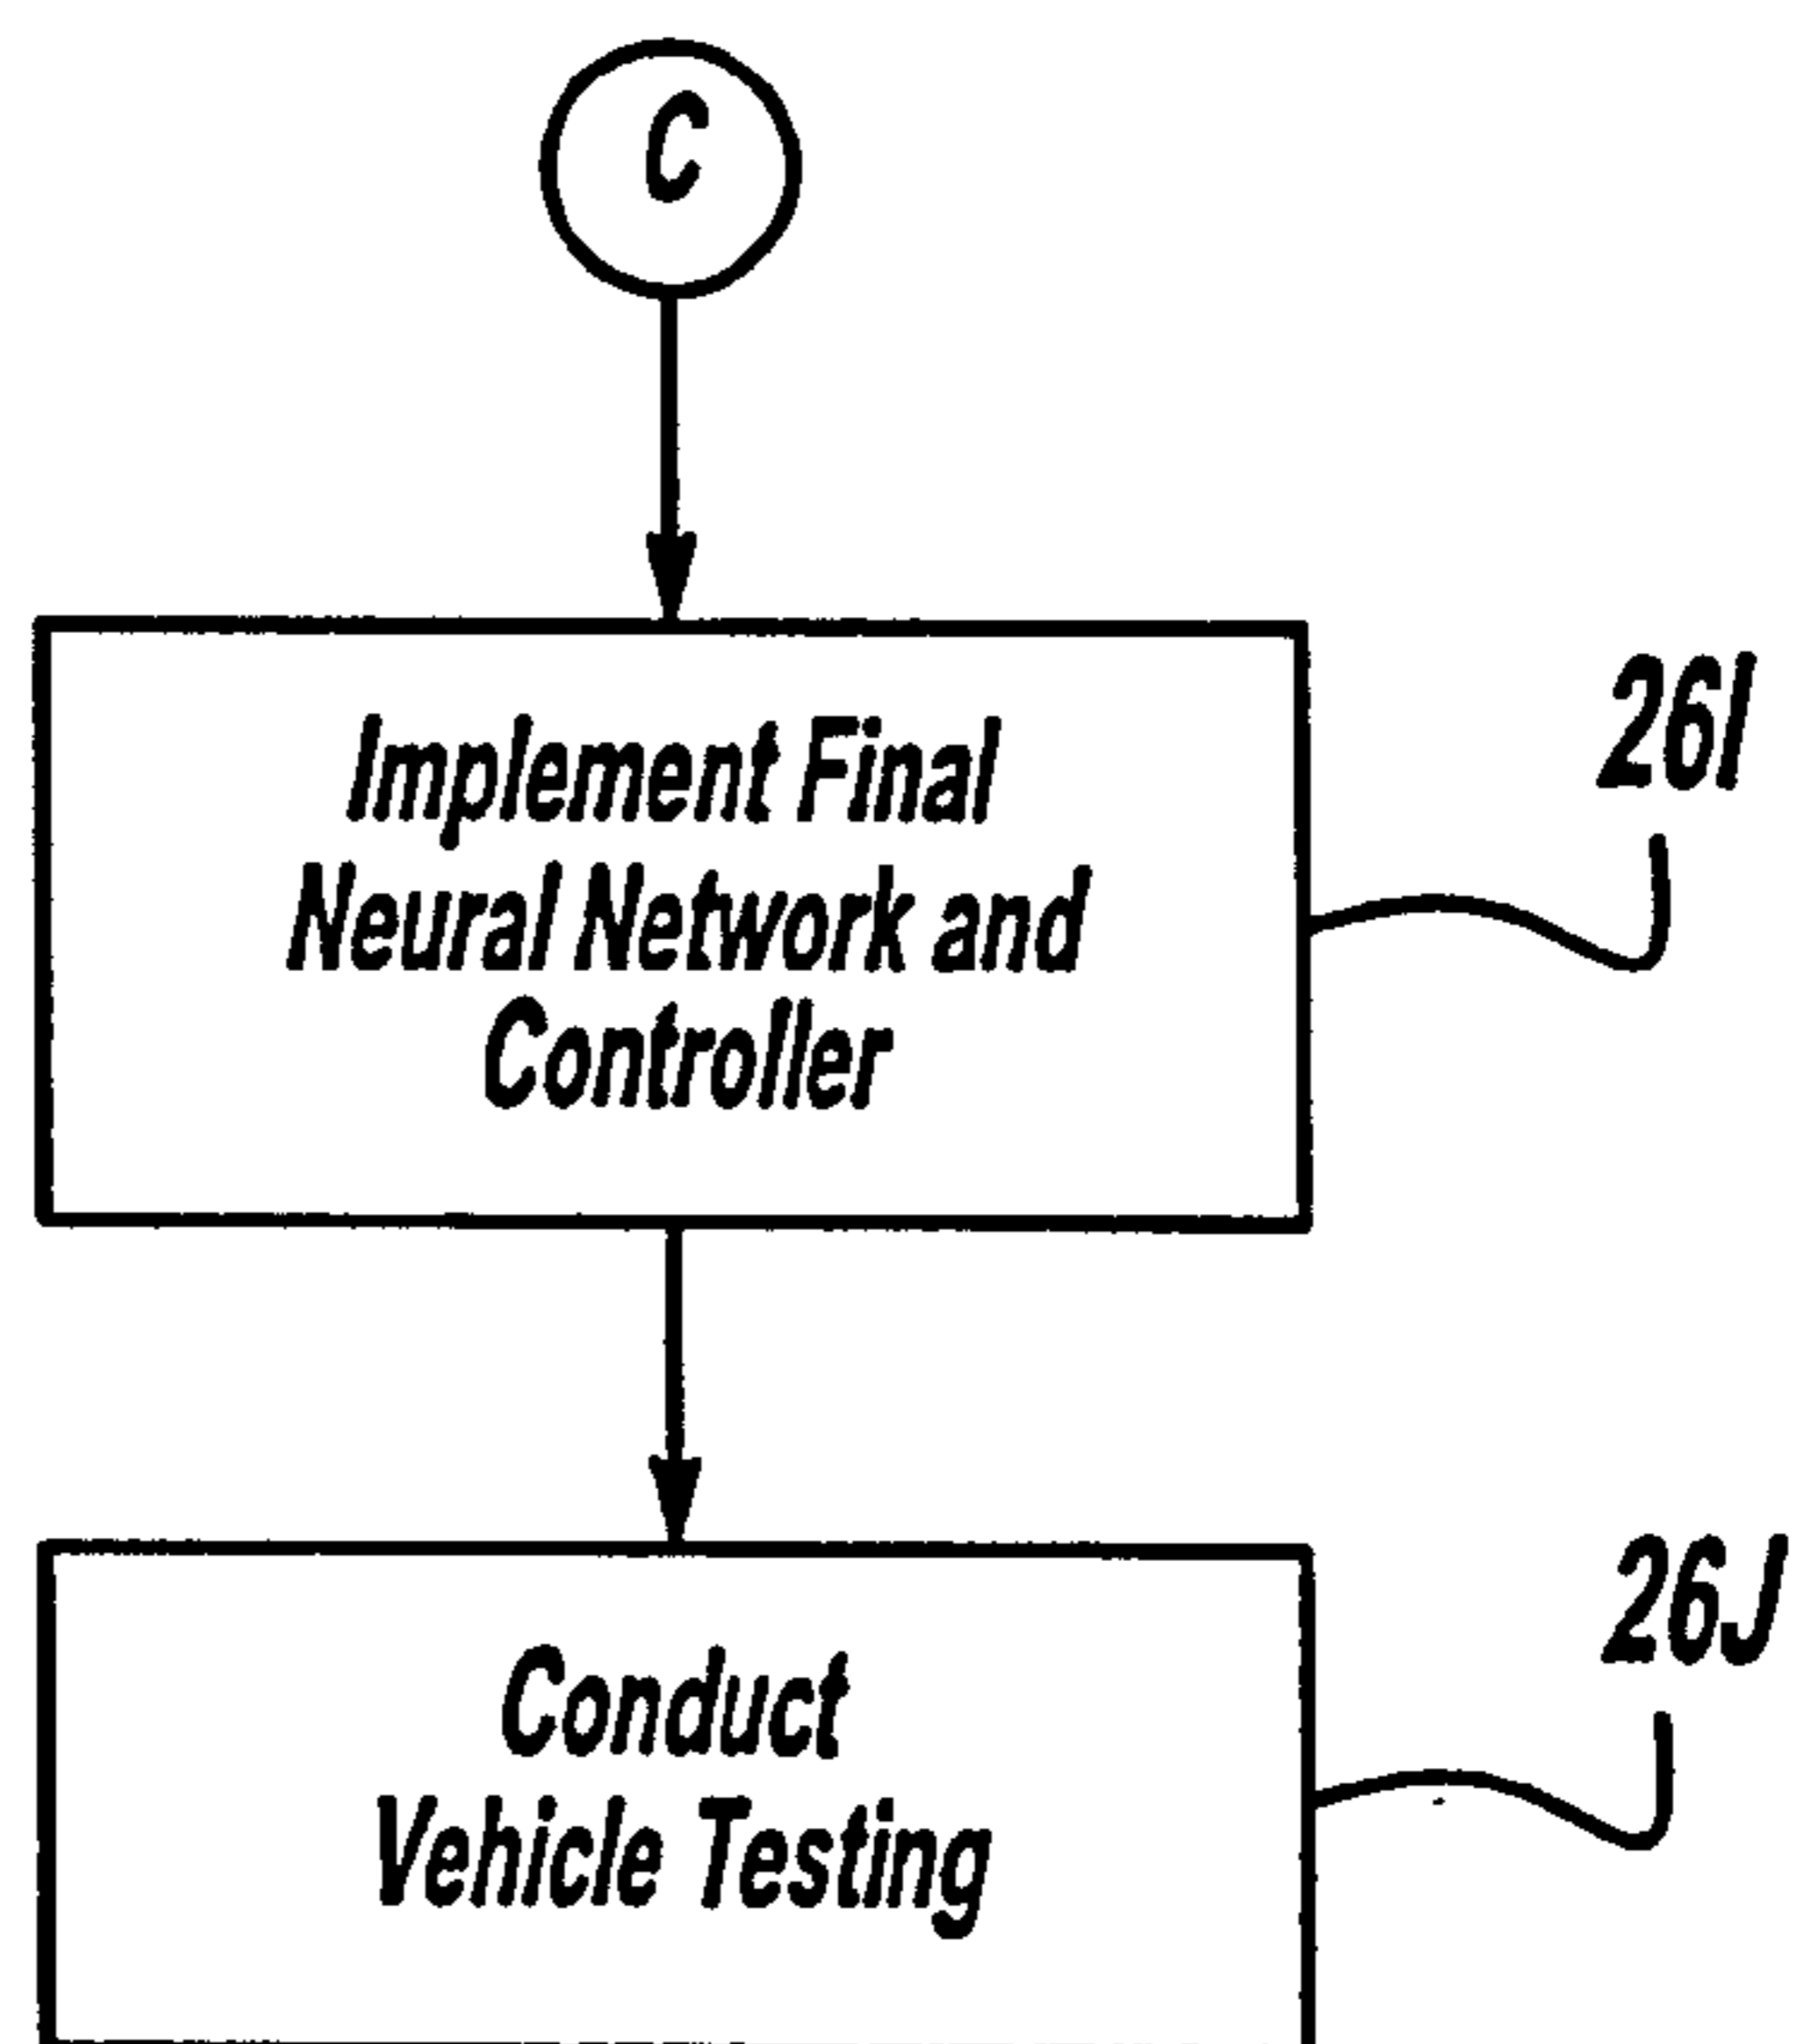 C
Implement Final
Neural Network and
Controller
26I
Conduct
Vehicle Testing
26J